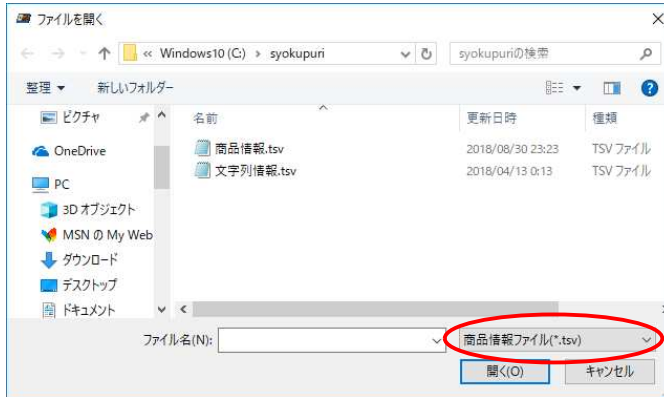 ファイルを開く
« Windows10 (C:) › syokupuri
syokupuriの検索
整理 ▼ 新しいフォルダー
ピクチャ
OneDrive
PC
3D オブジェクト
MSN の My Web
ダウンロード
デスクトップ
ドキュメント
名前 更新日時 種類
商品情報.tsv 2018/08/30 23:23 TSV ファイル
文字列情報.tsv 2018/04/13 0:13 TSV ファイル
ファイル名(N): 商品情報ファイル(*.tsv)
開く(O) キャンセル